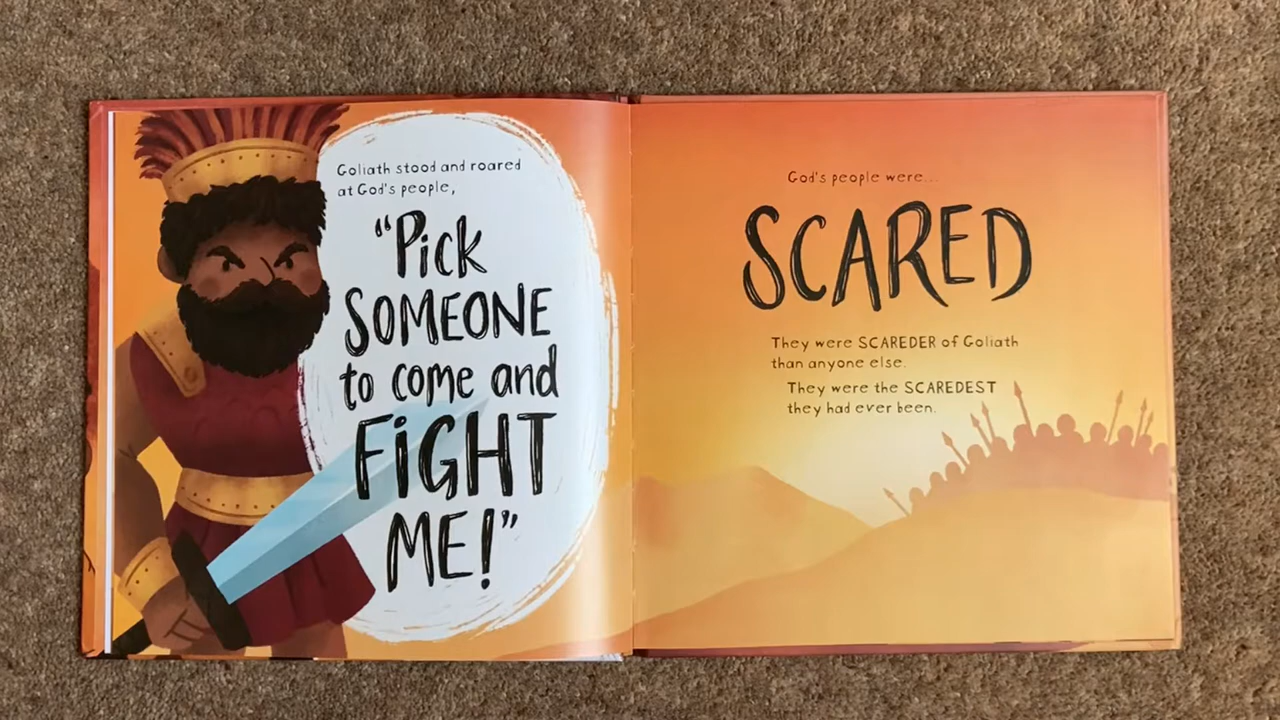 Goliath stood and roared
at God's people,
“Pick
SOMEONE
to come and
FiGHT
ME!”
God's people were...
SCARED
They were SCAREDER of Goliath
than anyone else.
They were the SCAREDEST
they had ever been.